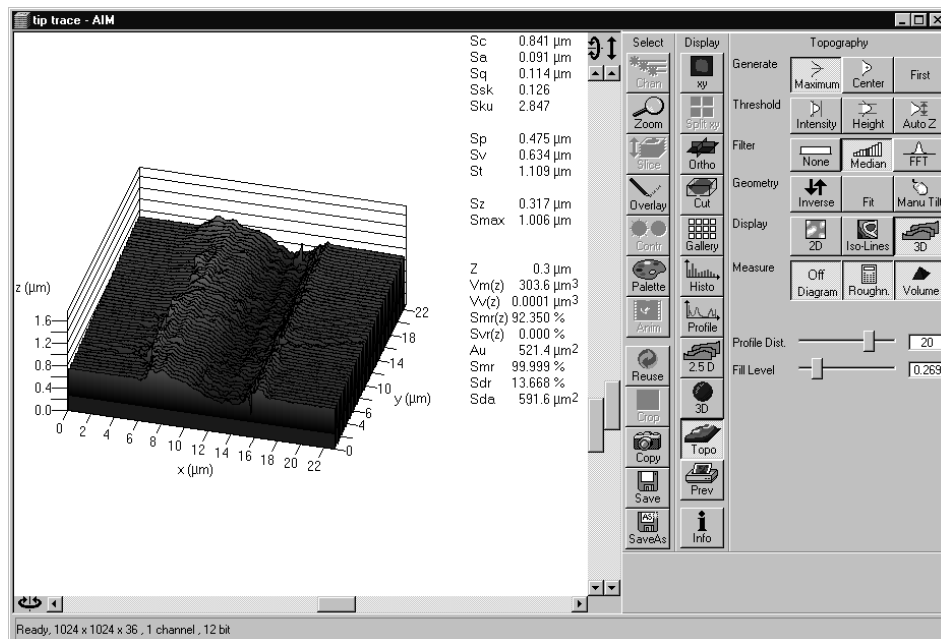 tip trace - AIM
Sc 0.841 µm
Sa 0.091 µm
Sq 0.114 µm
Ssk 0.126
Sku 2.847
Sp 0.475 µm
Sv 0.634 µm
St 1.109 µm
Sz 0.317 µm
Smax 1.006 µm
Z 0.3 µm
Vm(z) 303.6 µm3
Vv(z) 0.0001 µm3
Smr(z) 92.350 %
Svr(z) 0.000 %
Au 521.4 µm2
Smr 99.999 %
Sdr 13.668 %
Sda 591.6 µm2
z (µm)
1.6
1.2
0.8
0.4
0.0
0 2 4 6 8 10 12 14 16 18 20 22
x (µm)
22
18
14
10
6
0
y (µm)
Select
Chan
Zoom
Slice
Overlay
Contr
Palette
Anim
Reuse
Crop
Copy
Save
AS
SaveAs
Display
xy
Split xy
Ortho
Cut
Gallery
Histo
Profile
2.5 D
3D
Topo
Prev
i
Info
Topography
Generate Maximum Center First
Threshold Intensity Height Auto Z
Filter None Median FFT
Geometry Inverse Fit Manu Tilt
Display 2D Iso-Lines 3D
Measure Off Diagram Roughn. Volume
Profile Dist. 20
Fill Level 0.269
Ready, 1024 x 1024 x 36 , 1 channel , 12 bit